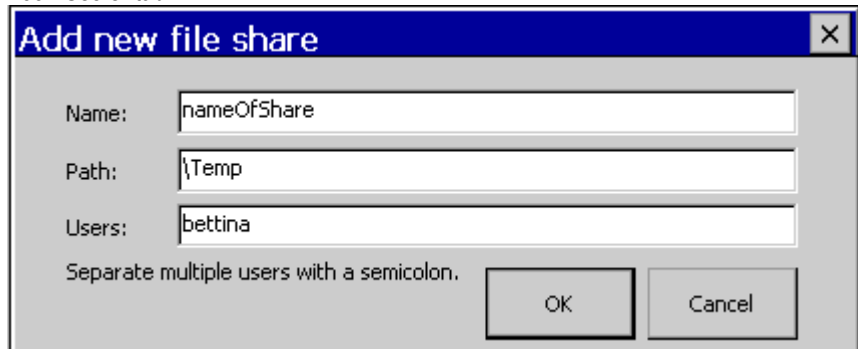 Add new file share
Name: nameOfShare
Path: \Temp
Users: bettina
Separate multiple users with a semicolon.
OK Cancel